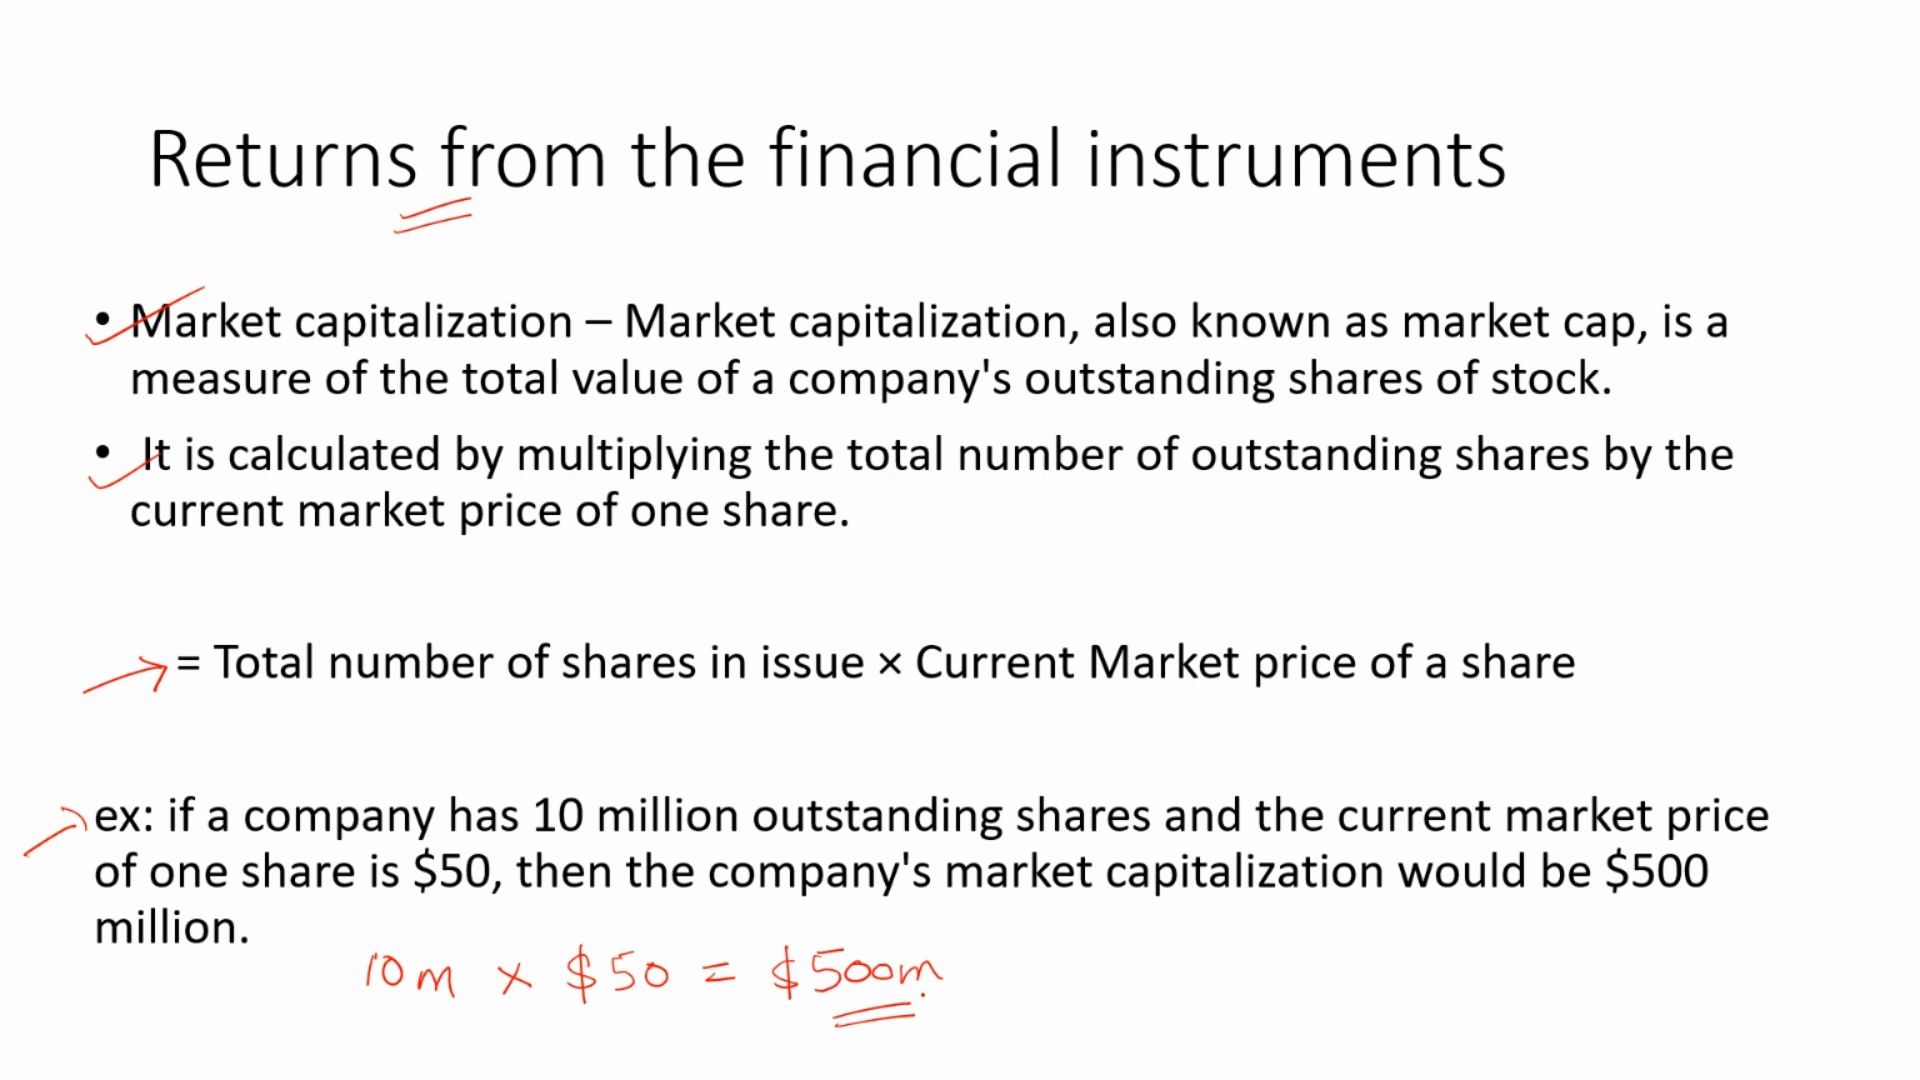 Returns from the financial instruments
• Market capitalization – Market capitalization, also known as market cap, is a
measure of the total value of a company's outstanding shares of stock.
• It is calculated by multiplying the total number of outstanding shares by the
current market price of one share.
= Total number of shares in issue × Current Market price of a share
ex: if a company has 10 million outstanding shares and the current market price
of one share is $50, then the company's market capitalization would be $500
million.
10m × $50 = $500m.